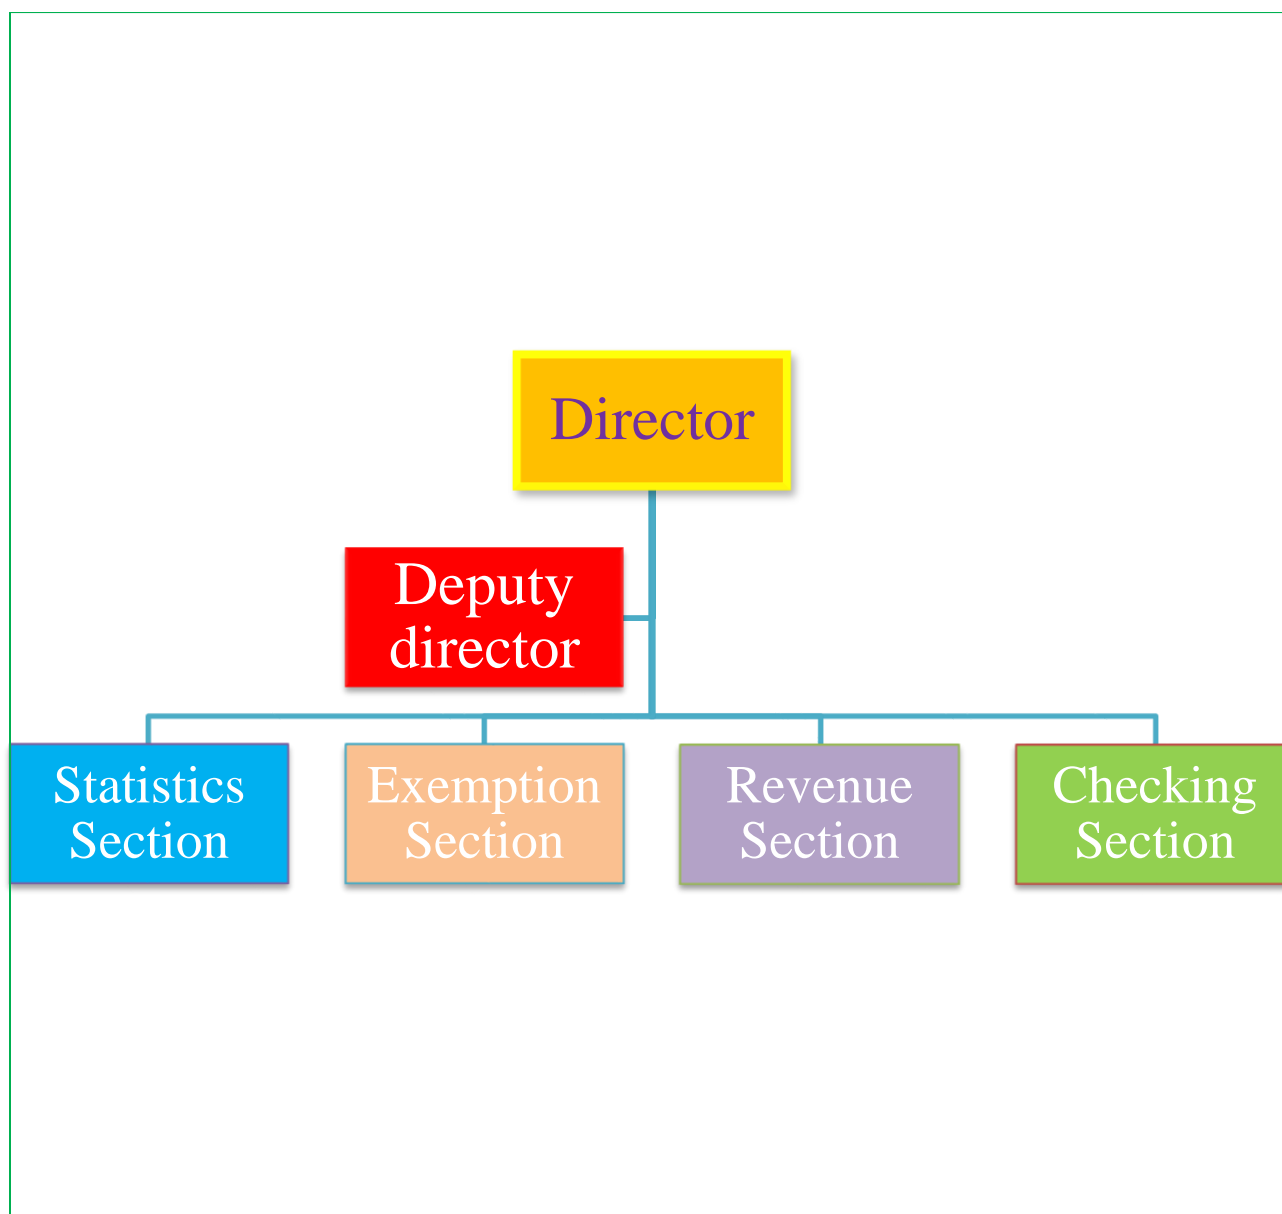 Director
Deputy
director
Statistics
Section
Exemption
Section
Revenue
Section
Checking
Section